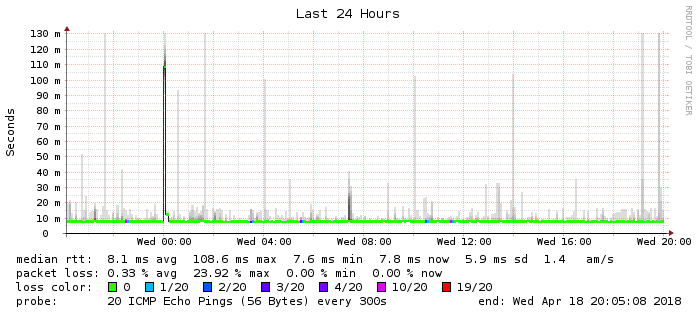 Last 24 Hours
RRDTOOL / TOBI OETIKER
Seconds
130 m
120 m
110 m
100 m
90 m
80 m
70 m
60 m
50 m
40 m
30 m
20 m
10 m
0
Wed 00:00 Wed 04:00 Wed 08:00 Wed 12:00 Wed 16:00 Wed 20:00
median rtt: 8.1 ms avg 108.6 ms max 7.6 ms min 7.8 ms now 5.9 ms sd 1.4 am/s
packet loss: 0.33 % avg 23.92 % max 0.00 % min 0.00 % now
loss color: 0 1/20 2/20 3/20 4/20 10/20 19/20
probe: 20 ICMP Echo Pings (56 Bytes) every 300s end: Wed Apr 18 20:05:08 2018